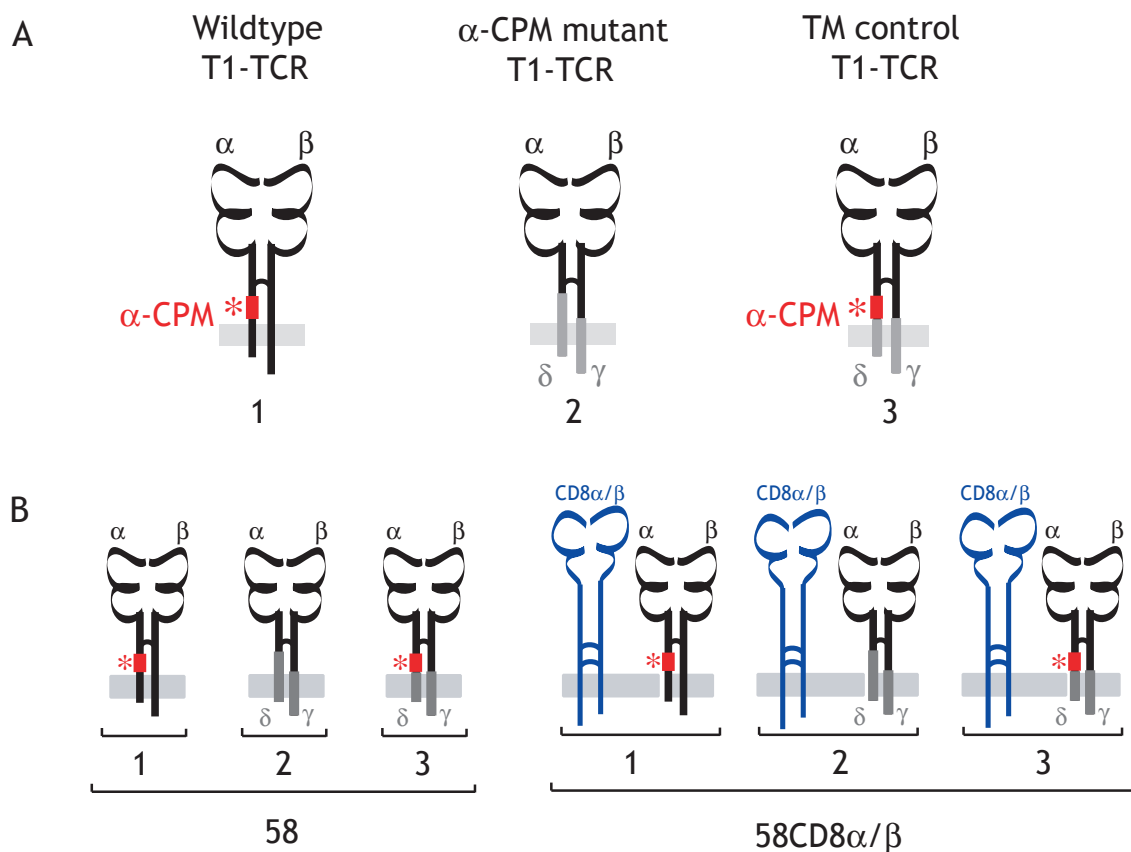 A
Wildtype
T1-TCR
α-CPM mutant
T1-TCR
TM control
T1-TCR
α β
α β
α β
α-CPM *
α-CPM *
δ γ
δ γ
1
2
3
B
CD8α/β
CD8α/β
CD8α/β
α β
α β
α β
α β
α β
α β
*
*
*
*
δ γ
δ γ
δ γ
δ γ
1
2
3
1
2
3
58
58CD8α/β